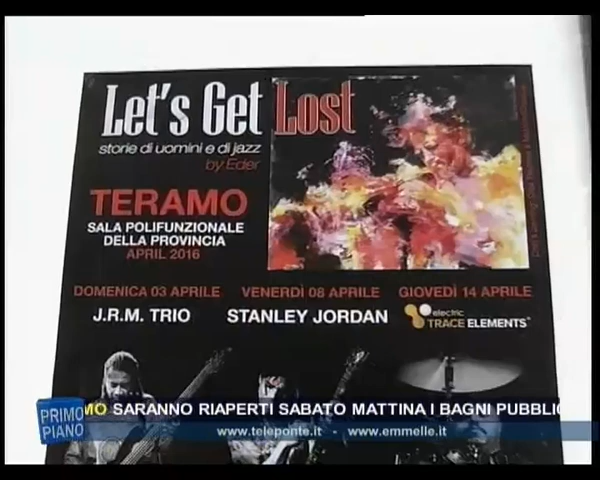 Let's Get Lost
storie di uomini e di jazz
by Eder
TERAMO
SALA POLIFUNZIONALE
DELLA PROVINCIA
APRIL 2016
DOMENICA 03 APRILE
J.R.M. TRIO
VENERDÌ 08 APRILE
STANLEY JORDAN
GIOVEDÌ 14 APRILE
electric
TRACE ELEMENTS
PRIMO
PIANO
MO SARANNO RIAPERTI SABATO MATTINA I BAGNI PUBBLIC
www.teleponte.it - www.emmelle.it